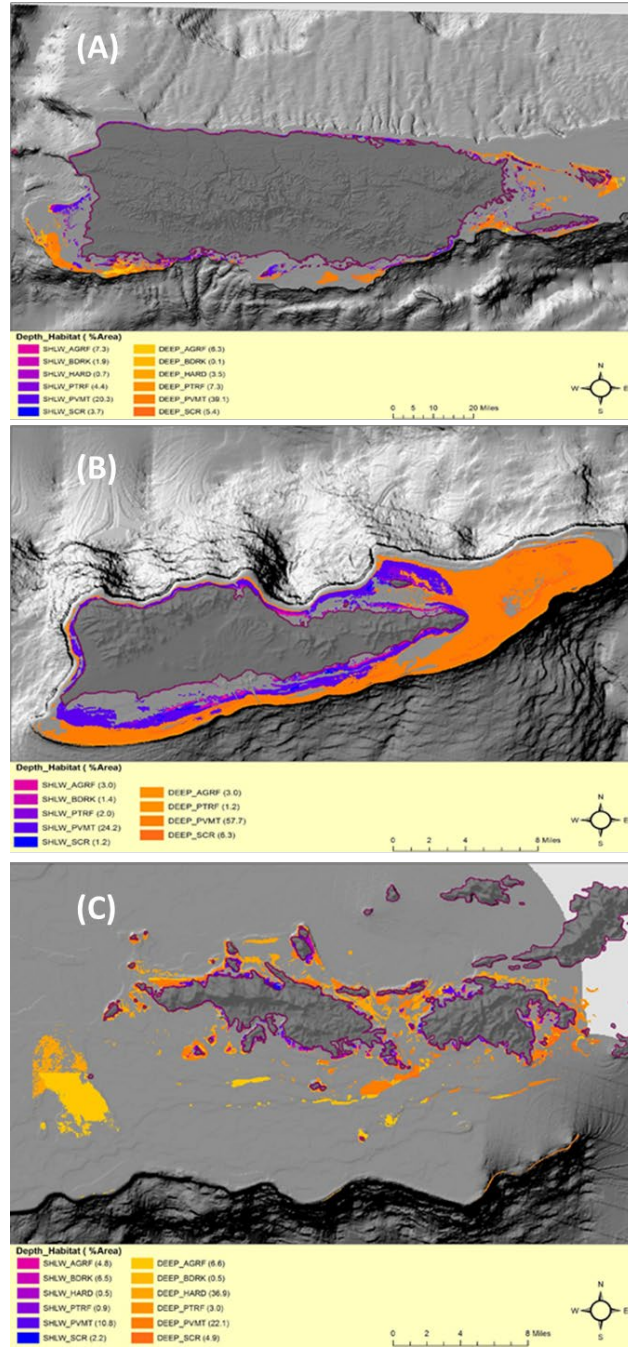 (A)
Depth_Habitat ( %Area)
SHLW_AGRF (7.3) DEEP_AGRF (6.3)
SHLW_BDRK (1.9) DEEP_BDRK (0.1)
SHLW_HARD (0.7) DEEP_HARD (3.5)
SHLW_PTRF (4.4) DEEP_PTRF (7.3)
SHLW_PVMT (20.3) DEEP_PVMT (39.1)
SHLW_SCR (3.7) DEEP_SCR (5.4)
0 5 10 20 Miles
N
W E
S
(B)
Depth_Habitat ( %Area)
SHLW_AGRF (3.0) DEEP_AGRF (3.0)
SHLW_BDRK (1.4) DEEP_PTRF (1.2)
SHLW_PTRF (2.0) DEEP_PVMT (57.7)
SHLW_PVMT (24.2) DEEP_SCR (6.3)
SHLW_SCR (1.2)
0 2 4 8 Miles
N
W E
S
(C)
Depth_Habitat ( %Area)
SHLW_AGRF (4.8) DEEP_AGRF (6.6)
SHLW_BDRK (6.5) DEEP_BDRK (0.5)
SHLW_HARD (0.5) DEEP_HARD (36.9)
SHLW_PTRF (0.9) DEEP_PTRF (3.0)
SHLW_PVMT (10.8) DEEP_PVMT (22.1)
SHLW_SCR (2.2) DEEP_SCR (4.9)
0 2 4 8 Miles
N
W E
S